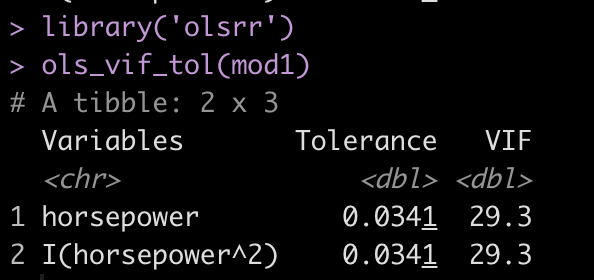 > library('olsrr')
> ols_vif_tol(mod1)
# A tibble: 2 x 3
  Variables       Tolerance   VIF
  <chr>               <dbl> <dbl>
1 horsepower         0.0341  29.3
2 I(horsepower^2)    0.0341  29.3